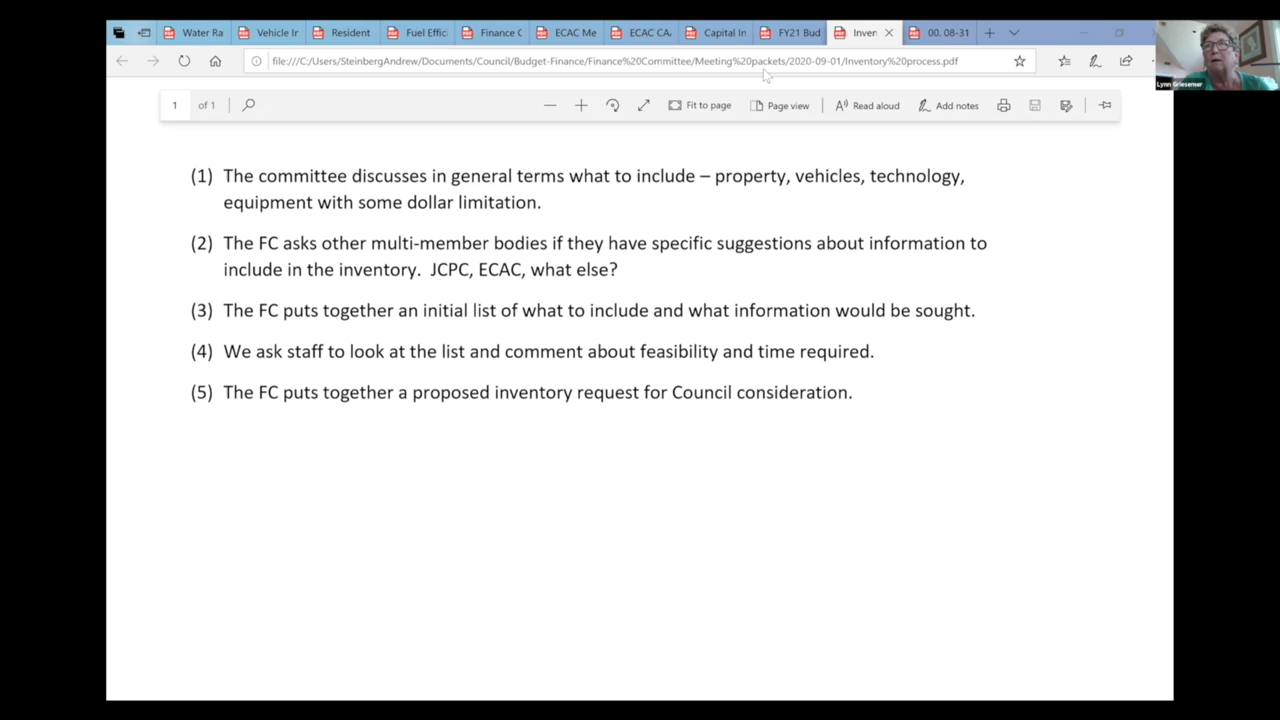 Water Ra
Vehicle Ir
Resident
Fuel Effic
Finance C
ECAC Me
ECAC CA
Capital In
FY21 Bud
Inven
00. 08-31
file:///C:/Users/SteinbergAndrew/Documents/Council/Budget-Finance/Finance%20Committee/Meeting%20packets/2020-09-01/Inventory%20process.pdf
Lynn Griesemer
1 of 1
Fit to page
Page view
Read aloud
Add notes
(1) The committee discusses in general terms what to include – property, vehicles, technology,
equipment with some dollar limitation.
(2) The FC asks other multi-member bodies if they have specific suggestions about information to
include in the inventory. JCPC, ECAC, what else?
(3) The FC puts together an initial list of what to include and what information would be sought.
(4) We ask staff to look at the list and comment about feasibility and time required.
(5) The FC puts together a proposed inventory request for Council consideration.